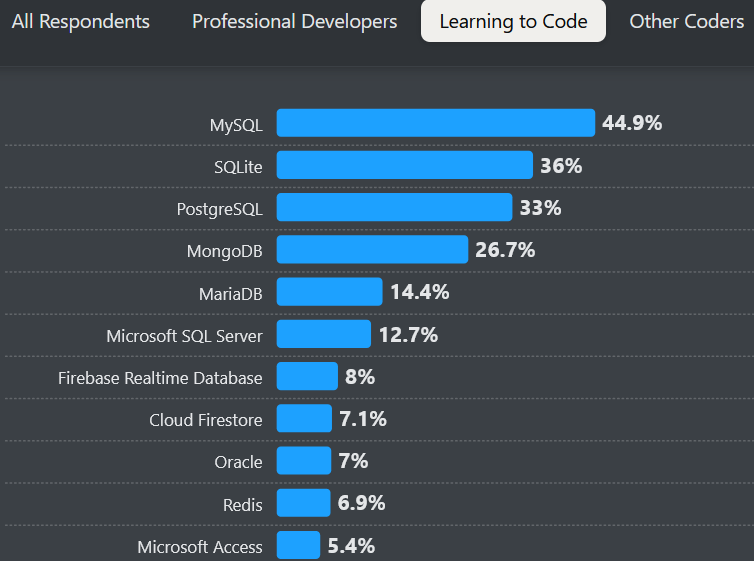 All Respondents Professional Developers Learning to Code Other Coders
MySQL 44.9%
SQLite 36%
PostgreSQL 33%
MongoDB 26.7%
MariaDB 14.4%
Microsoft SQL Server 12.7%
Firebase Realtime Database 8%
Cloud Firestore 7.1%
Oracle 7%
Redis 6.9%
Microsoft Access 5.4%